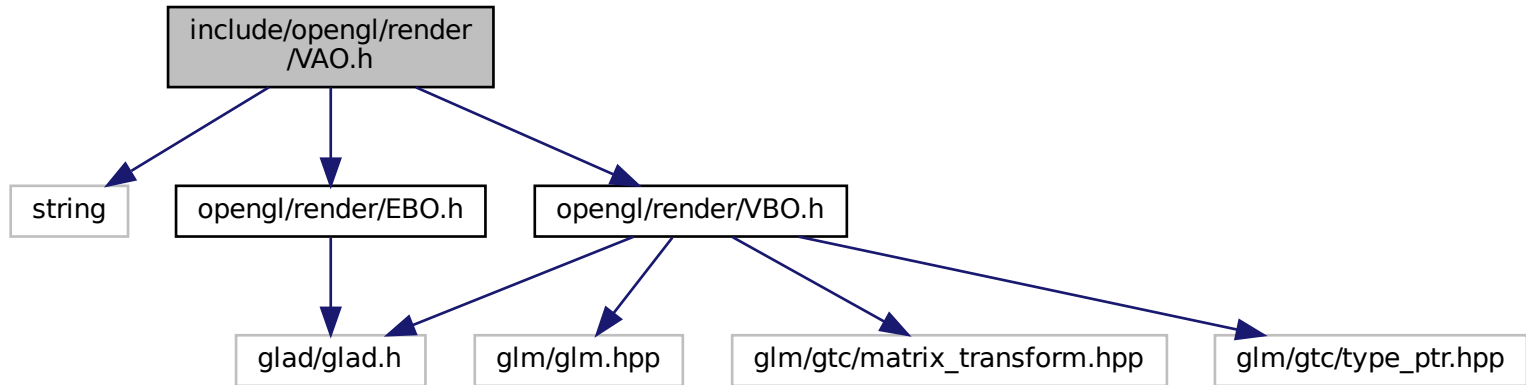 include/opengl/render
/VAO.h
string
opengl/render/EBO.h
opengl/render/VBO.h
glad/glad.h
glm/glm.hpp
glm/gtc/matrix_transform.hpp
glm/gtc/type_ptr.hpp